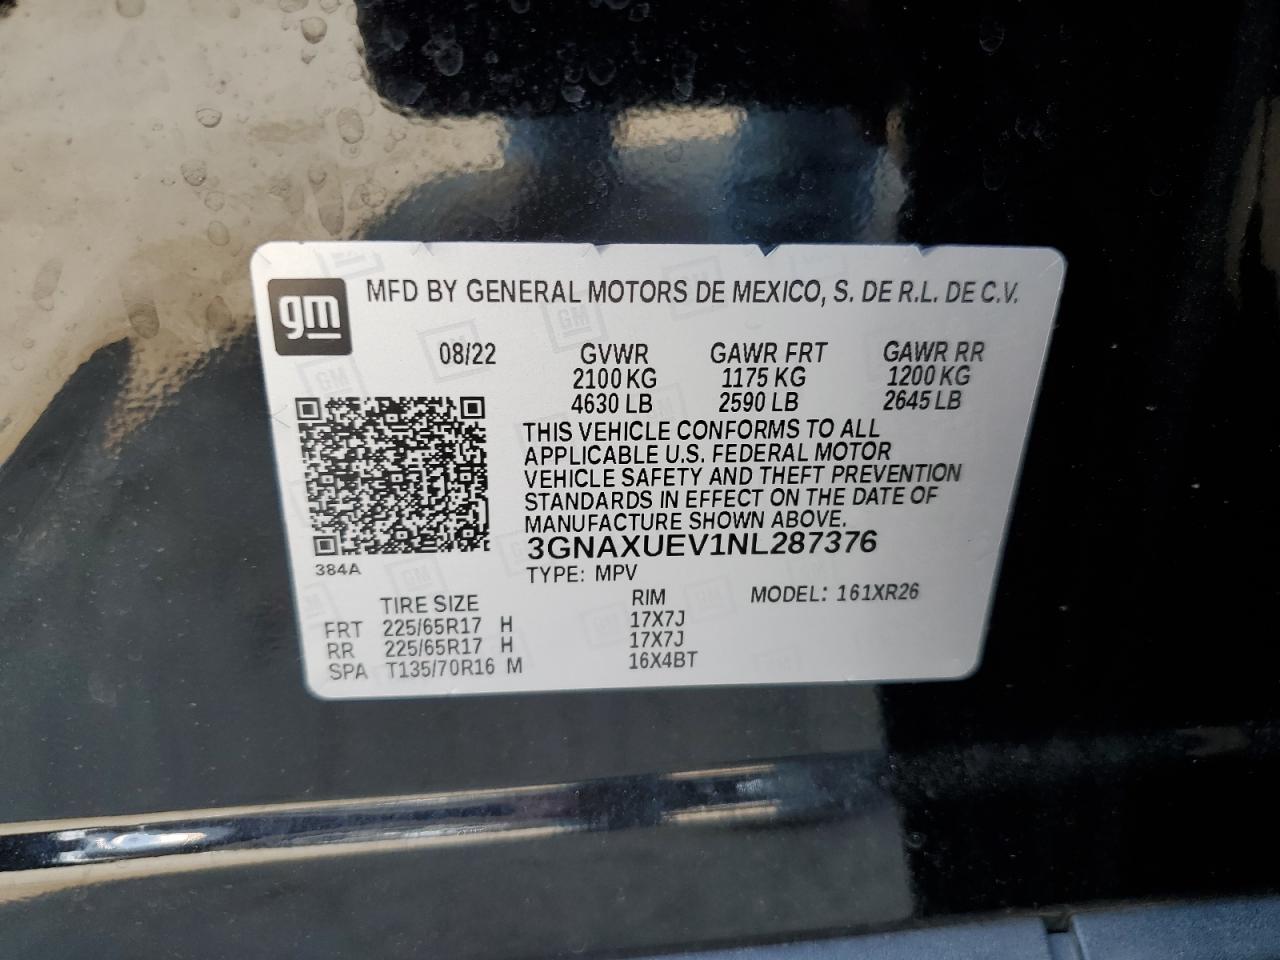 gm MFD BY GENERAL MOTORS DE MEXICO, S. DE R.L. DE C.V.
08/22 GVWR GAWR FRT GAWR RR
2100 KG 1175 KG 1200 KG
4630 LB 2590 LB 2645 LB
THIS VEHICLE CONFORMS TO ALL
APPLICABLE U.S. FEDERAL MOTOR
VEHICLE SAFETY AND THEFT PREVENTION
STANDARDS IN EFFECT ON THE DATE OF
MANUFACTURE SHOWN ABOVE.
3GNAXUEV1NL287376
384A
TYPE: MPV
TIRE SIZE RIM MODEL: 161XR26
FRT 225/65R17 H 17X7J
RR 225/65R17 H 17X7J
SPA T135/70R16 M 16X4BT